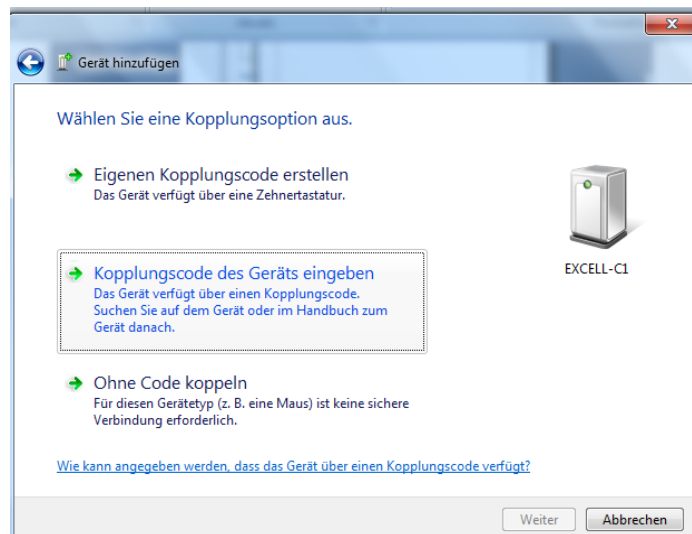 Gerät hinzufügen
Wählen Sie eine Kopplungsoption aus.
Eigenen Kopplungscode erstellen
Das Gerät verfügt über eine Zehnertastatur.
Kopplungscode des Geräts eingeben
Das Gerät verfügt über einen Kopplungscode.
Suchen Sie auf dem Gerät oder im Handbuch zum
Gerät danach.
EXCELL-C1
Ohne Code koppeln
Für diesen Gerätetyp (z. B. eine Maus) ist keine sichere
Verbindung erforderlich.
Wie kann angegeben werden, dass das Gerät über einen Kopplungscode verfügt?
Weiter
Abbrechen